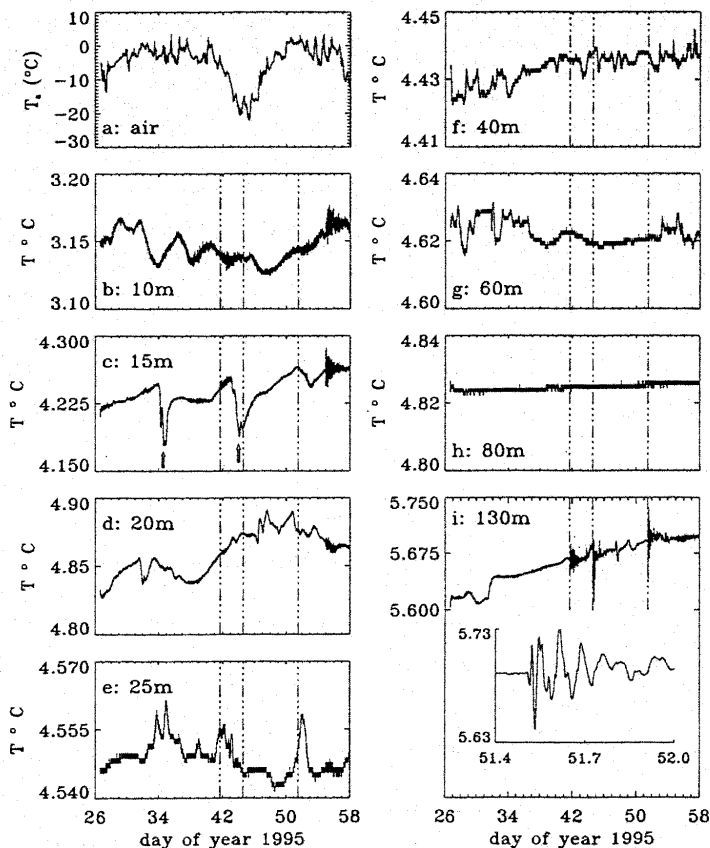 10
0
−10
−20
−30
Tₐ (°C)
a: air
3.20
3.15
3.10
T ° C
b: 10m
4.300
4.225
4.150
T ° C
c: 15m
4.90
4.85
4.80
T ° C
d: 20m
4.570
4.555
4.540
T ° C
e: 25m
26 34 42 50 58
day of year 1995
4.45
4.43
4.41
T ° C
f: 40m
4.64
4.62
4.60
T ° C
g: 60m
4.84
4.82
4.80
T ° C
h: 80m
5.750
5.675
5.600
T ° C
i: 130m
5.73
5.63
51.4 51.7 52.0
26 34 42 50 58
day of year 1995